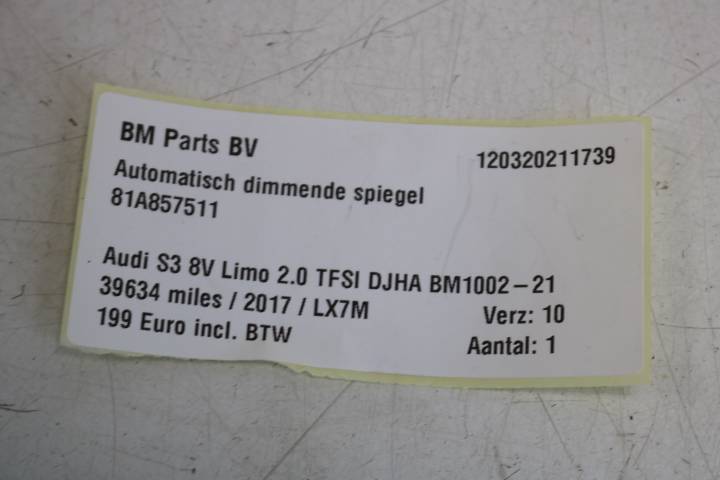 BM Parts BV
120320211739
Automatisch dimmende spiegel
81A857511
Audi S3 8V Limo 2.0 TFSI DJHA BM1002-21
39634 miles / 2017 / LX7M Verz: 10
199 Euro incl. BTW Aantal: 1